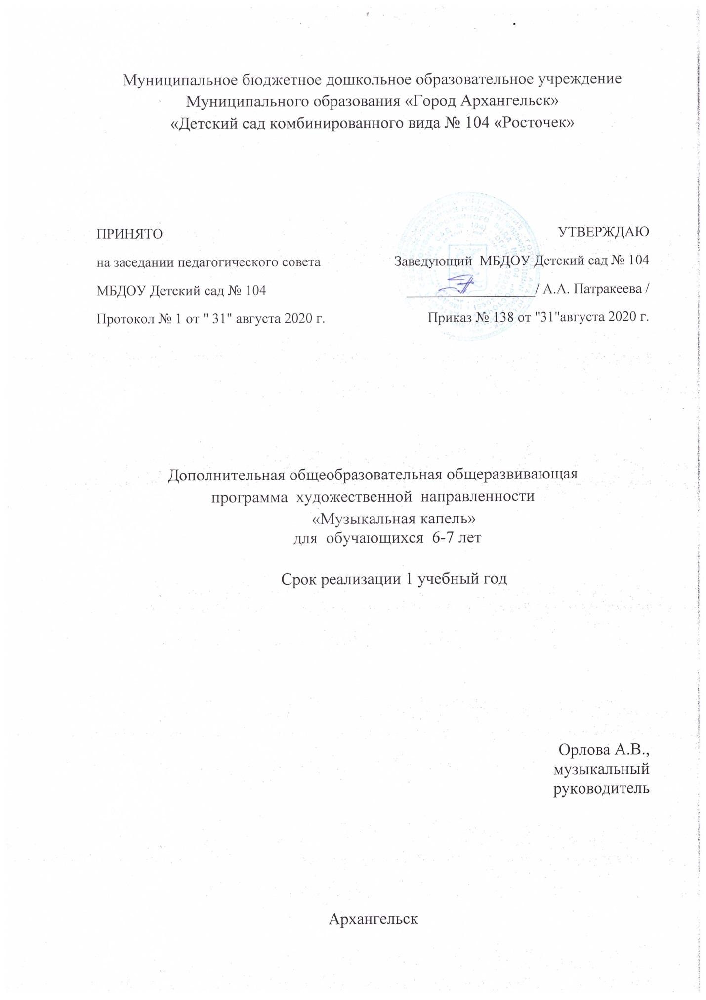 Муниципальное бюджетное дошкольное образовательное учреждение
Муниципального образования «Город Архангельск»
«Детский сад комбинированного вида № 104 «Росточек»
ПРИНЯТО
на заседании педагогического совета
МБДОУ Детский сад № 104
Протокол № 1 от " 31" августа 2020 г.
УТВЕРЖДАЮ
Заведующий МБДОУ Детский сад № 104
/ А.А. Патракеева /
Приказ № 138 от "31"августа 2020 г.
Дополнительная общеобразовательная общеразвивающая
программа художественной направленности
«Музыкальная капель»
для обучающихся 6-7 лет
Срок реализации 1 учебный год
Орлова А.В.,
музыкальный
руководитель
Архангельск